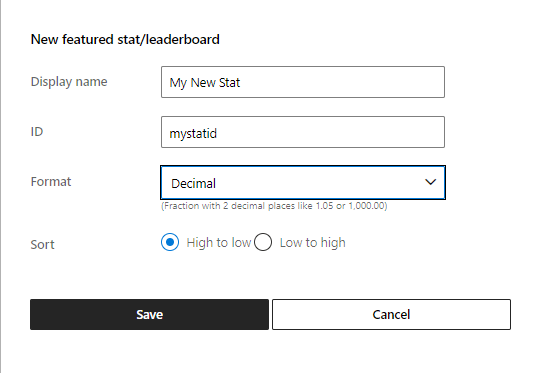 New featured stat/leaderboard
Display name My New Stat
ID mystatid
Format Decimal
(Fraction with 2 decimal places like 1.05 or 1,000.00)
Sort High to low Low to high
Save Cancel